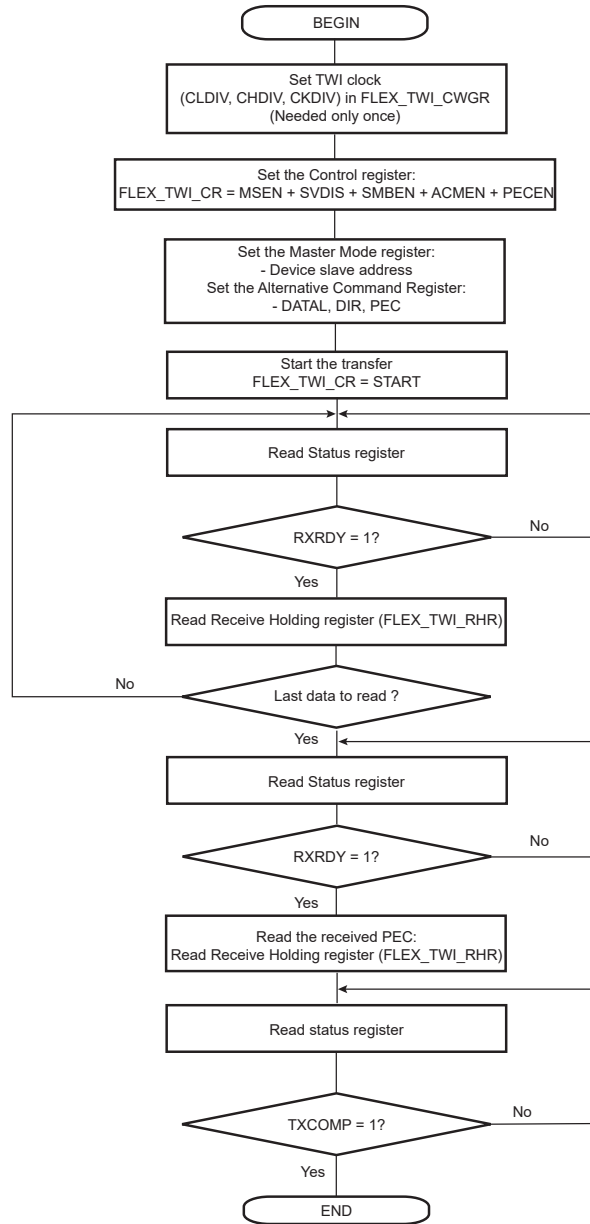 BEGIN
Set TWI clock
(CLDIV, CHDIV, CKDIV) in FLEX_TWI_CWGR
(Needed only once)
Set the Control register:
FLEX_TWI_CR = MSEN + SVDIS + SMBEN + ACMEN + PECEN
Set the Master Mode register:
- Device slave address
Set the Alternative Command Register:
- DATAL, DIR, PEC
Start the transfer
FLEX_TWI_CR = START
Read Status register
RXRDY = 1?
No
Yes
Read Receive Holding register (FLEX_TWI_RHR)
No
Last data to read ?
Yes
Read Status register
RXRDY = 1?
No
Yes
Read the received PEC:
Read Receive Holding register (FLEX_TWI_RHR)
Read status register
TXCOMP = 1?
No
Yes
END